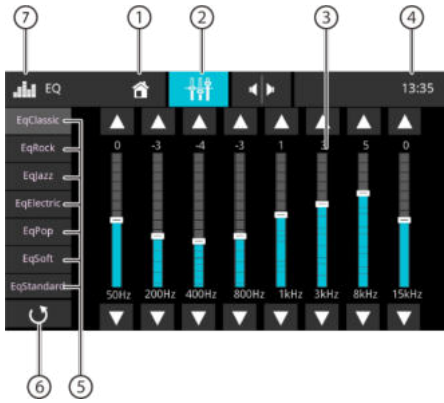 7 1 2 3 4
EQ 13:35
EqClassic
EqRock
EqJazz
EqElectric
EqPop
EqSoft
EqStandard
0 -3 -4 -3 1 3 5 0
50Hz 200Hz 400Hz 800Hz 1kHz 3kHz 8kHz 15kHz
6 5